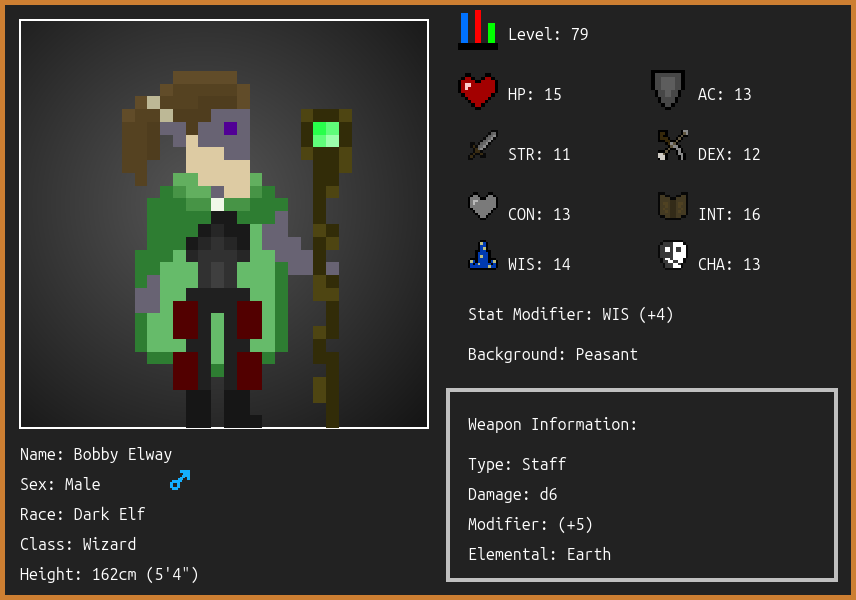 Level: 79
HP: 15
AC: 13
STR: 11
DEX: 12
CON: 13
INT: 16
WIS: 14
CHA: 13
Stat Modifier: WIS (+4)
Background: Peasant
Weapon Information:
Type: Staff
Damage: d6
Modifier: (+5)
Elemental: Earth
Name: Bobby Elway
Sex: Male
Race: Dark Elf
Class: Wizard
Height: 162cm (5'4")